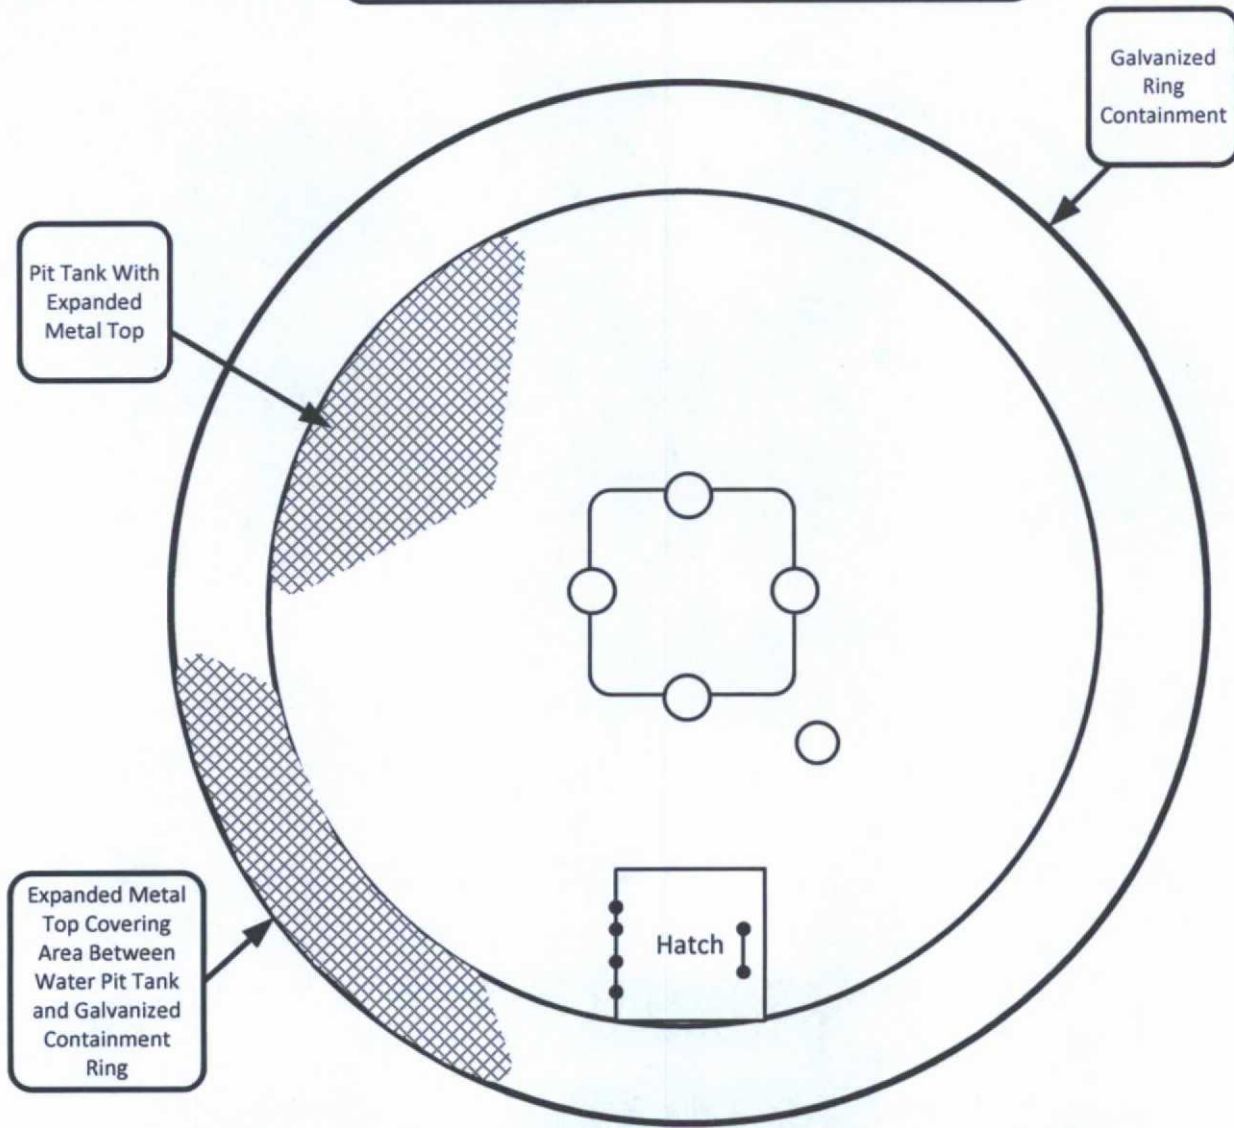 Galvanized
Ring
Containment
Pit Tank With
Expanded
Metal Top
Expanded Metal
Top Covering
Area Between
Water Pit Tank
and Galvanized
Containment
Ring
Hatch